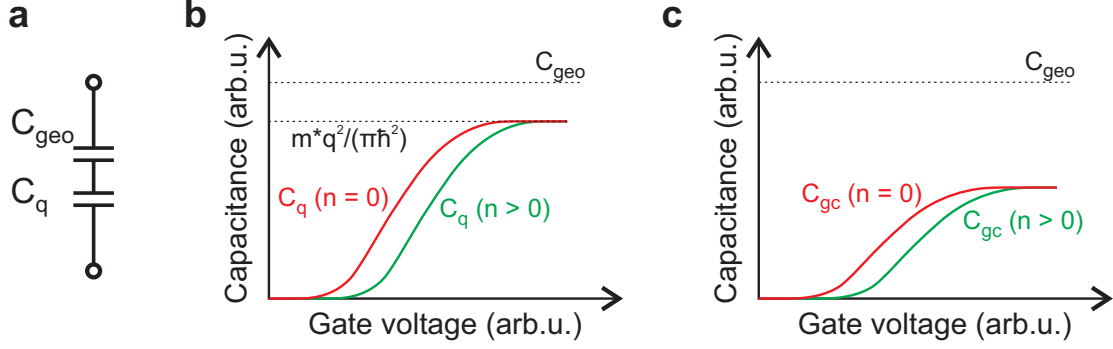 a
C_geo
C_q
b
Capacitance (arb.u.)
C_geo
m*q²/(πħ²)
C_q (n = 0)
C_q (n > 0)
Gate voltage (arb.u.)
c
Capacitance (arb.u.)
C_geo
C_gc (n = 0)
C_gc (n > 0)
Gate voltage (arb.u.)